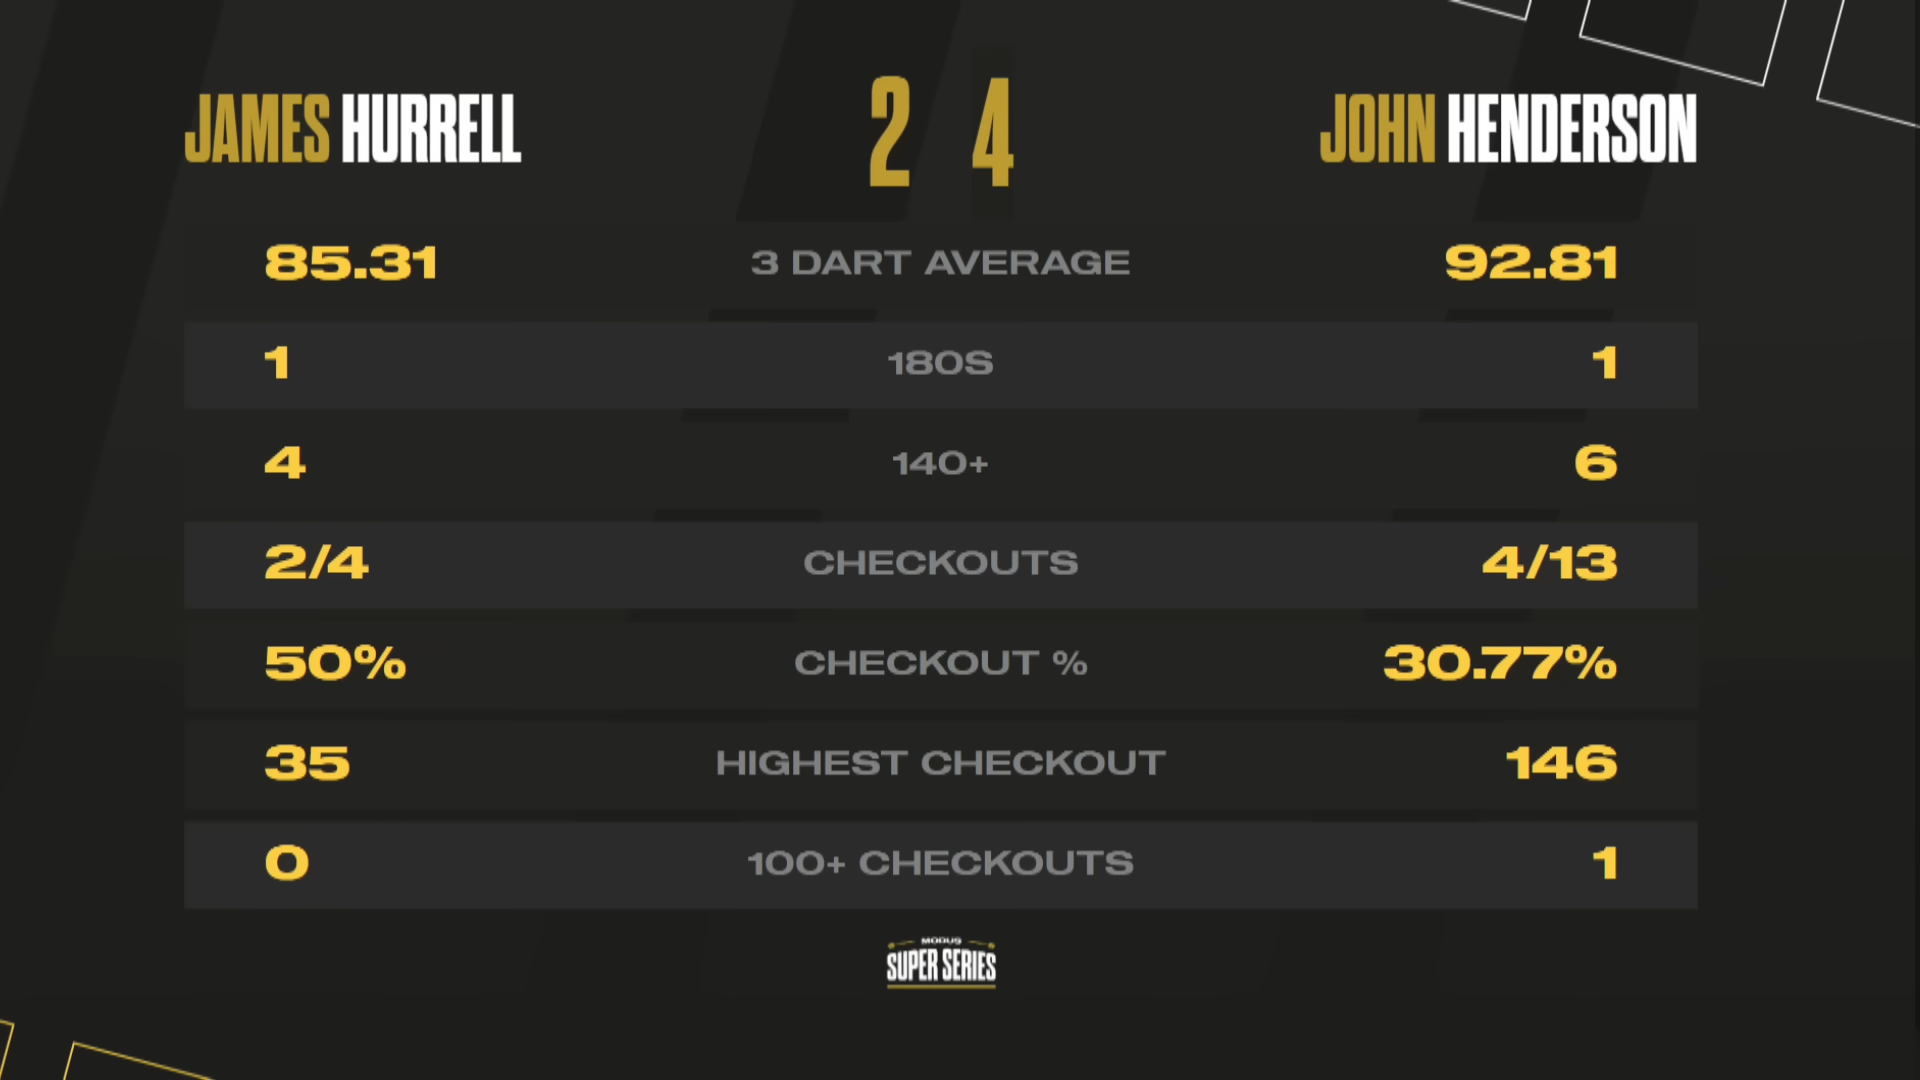 JAMES HURRELL 2 4 JOHN HENDERSON
85.31 3 DART AVERAGE 92.81
1 180S 1
4 140+ 6
2/4 CHECKOUTS 4/13
50% CHECKOUT % 30.77%
35 HIGHEST CHECKOUT 146
0 100+ CHECKOUTS 1
MODUS
SUPER SERIES